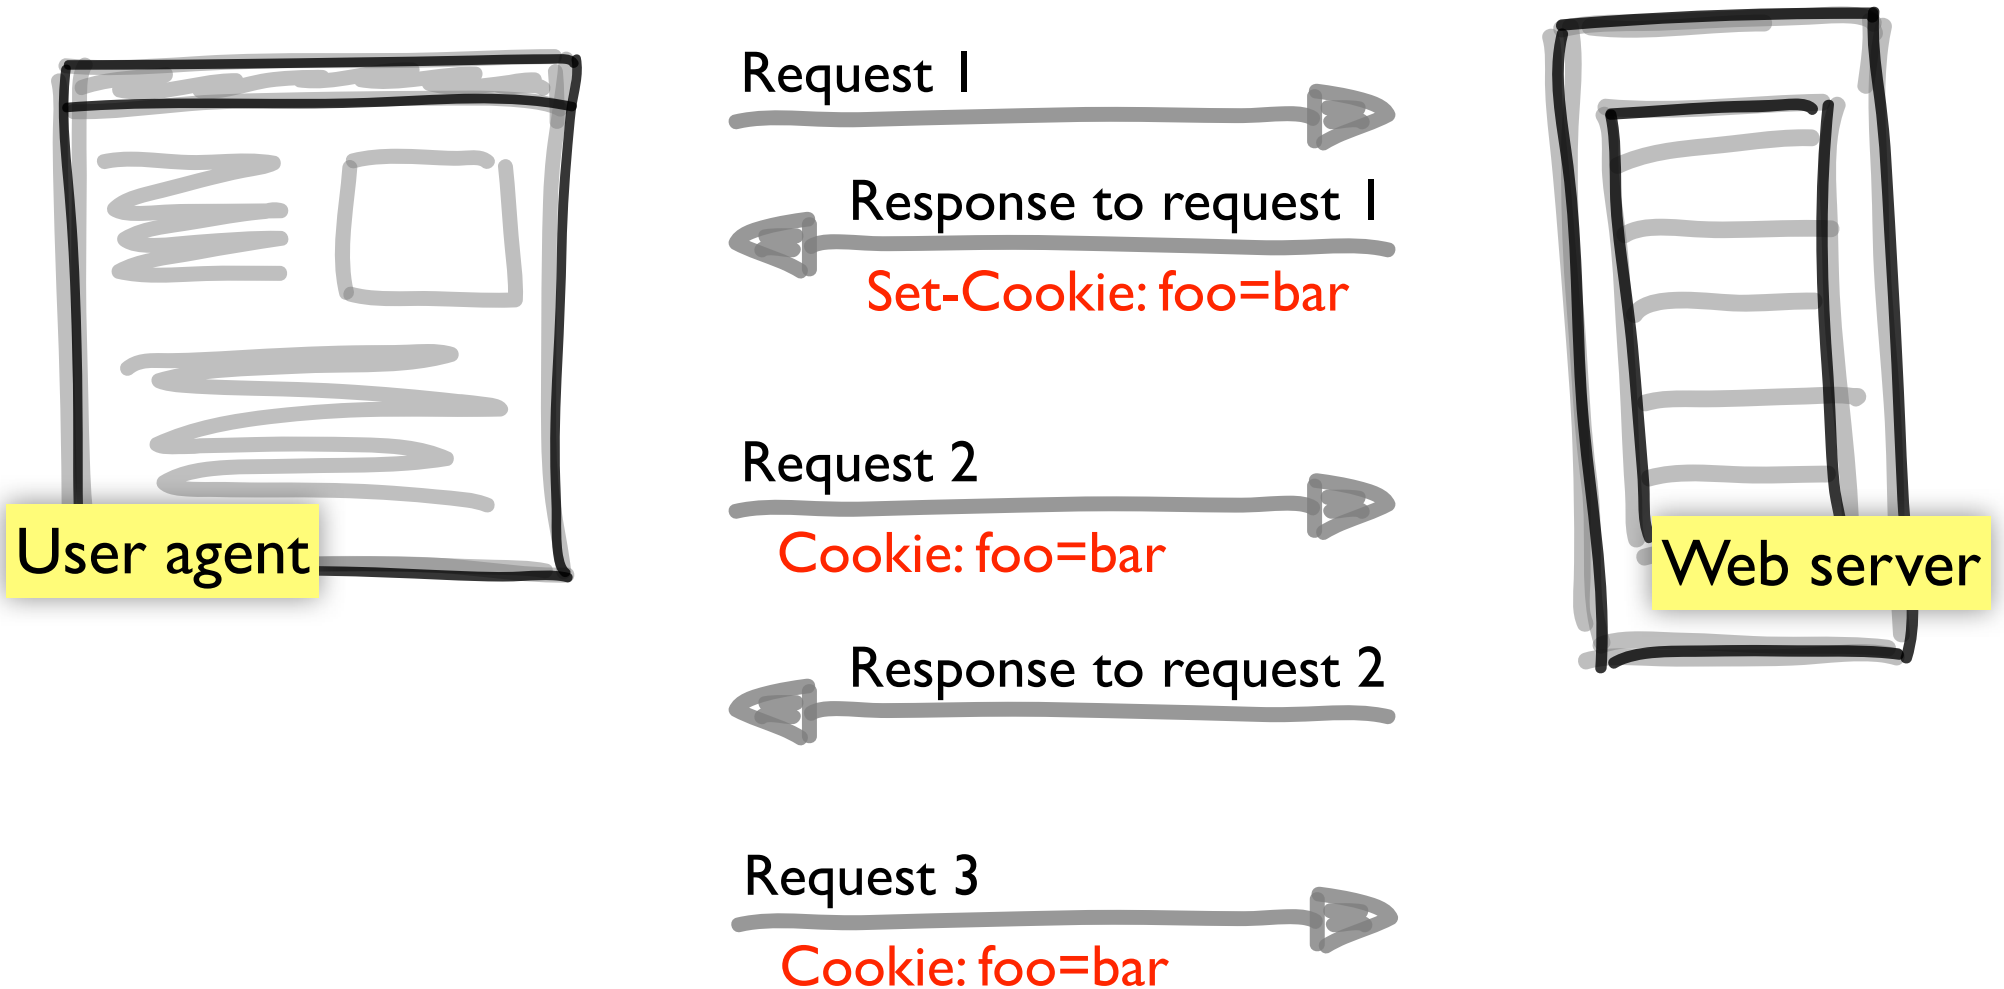 Request 1
Response to request 1
Set-Cookie: foo=bar
Request 2
Cookie: foo=bar
User agent
Web server
Response to request 2
Request 3
Cookie: foo=bar